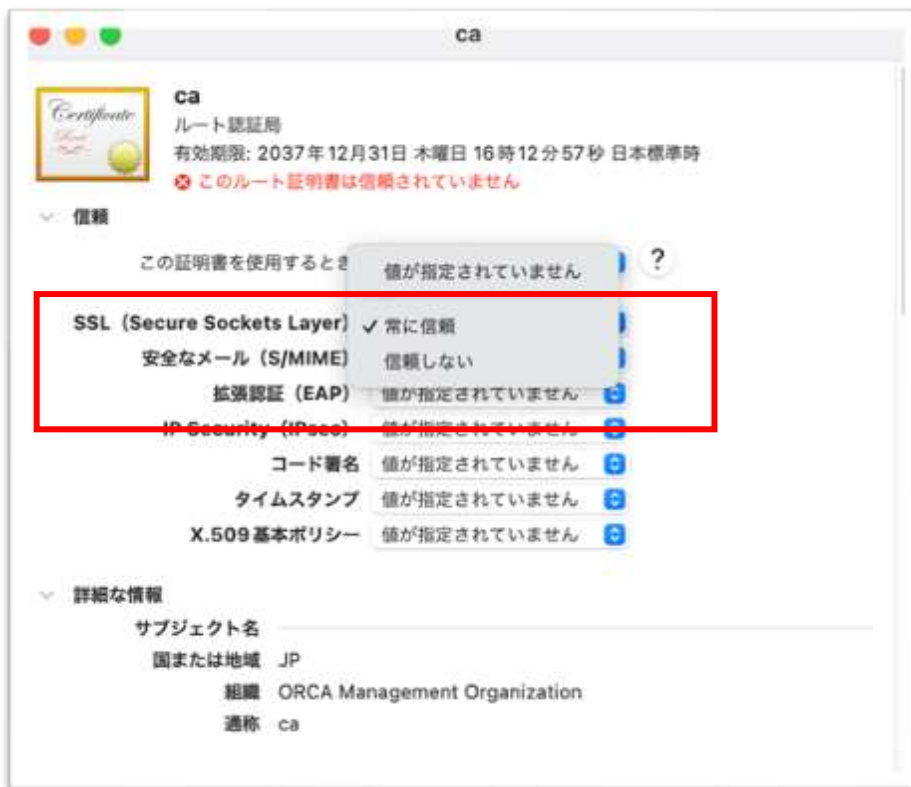 ca
ca
ルート認証局
有効期限: 2037年12月31日 木曜日 16時12分57秒 日本標準時
このルート証明書は信頼されていません
信頼
この証明書を使用するとき
?
値が指定されていません
SSL（Secure Sockets Layer） ✓ 常に信頼
安全なメール（S/MIME） 信頼しない
拡張認証（EAP） 値が指定されていません
IP Security (IPsec) 値が指定されていません
コード署名 値が指定されていません
タイムスタンプ 値が指定されていません
X.509基本ポリシー 値が指定されていません
詳細な情報
サブジェクト名
国または地域 JP
組織 ORCA Management Organization
通称 ca